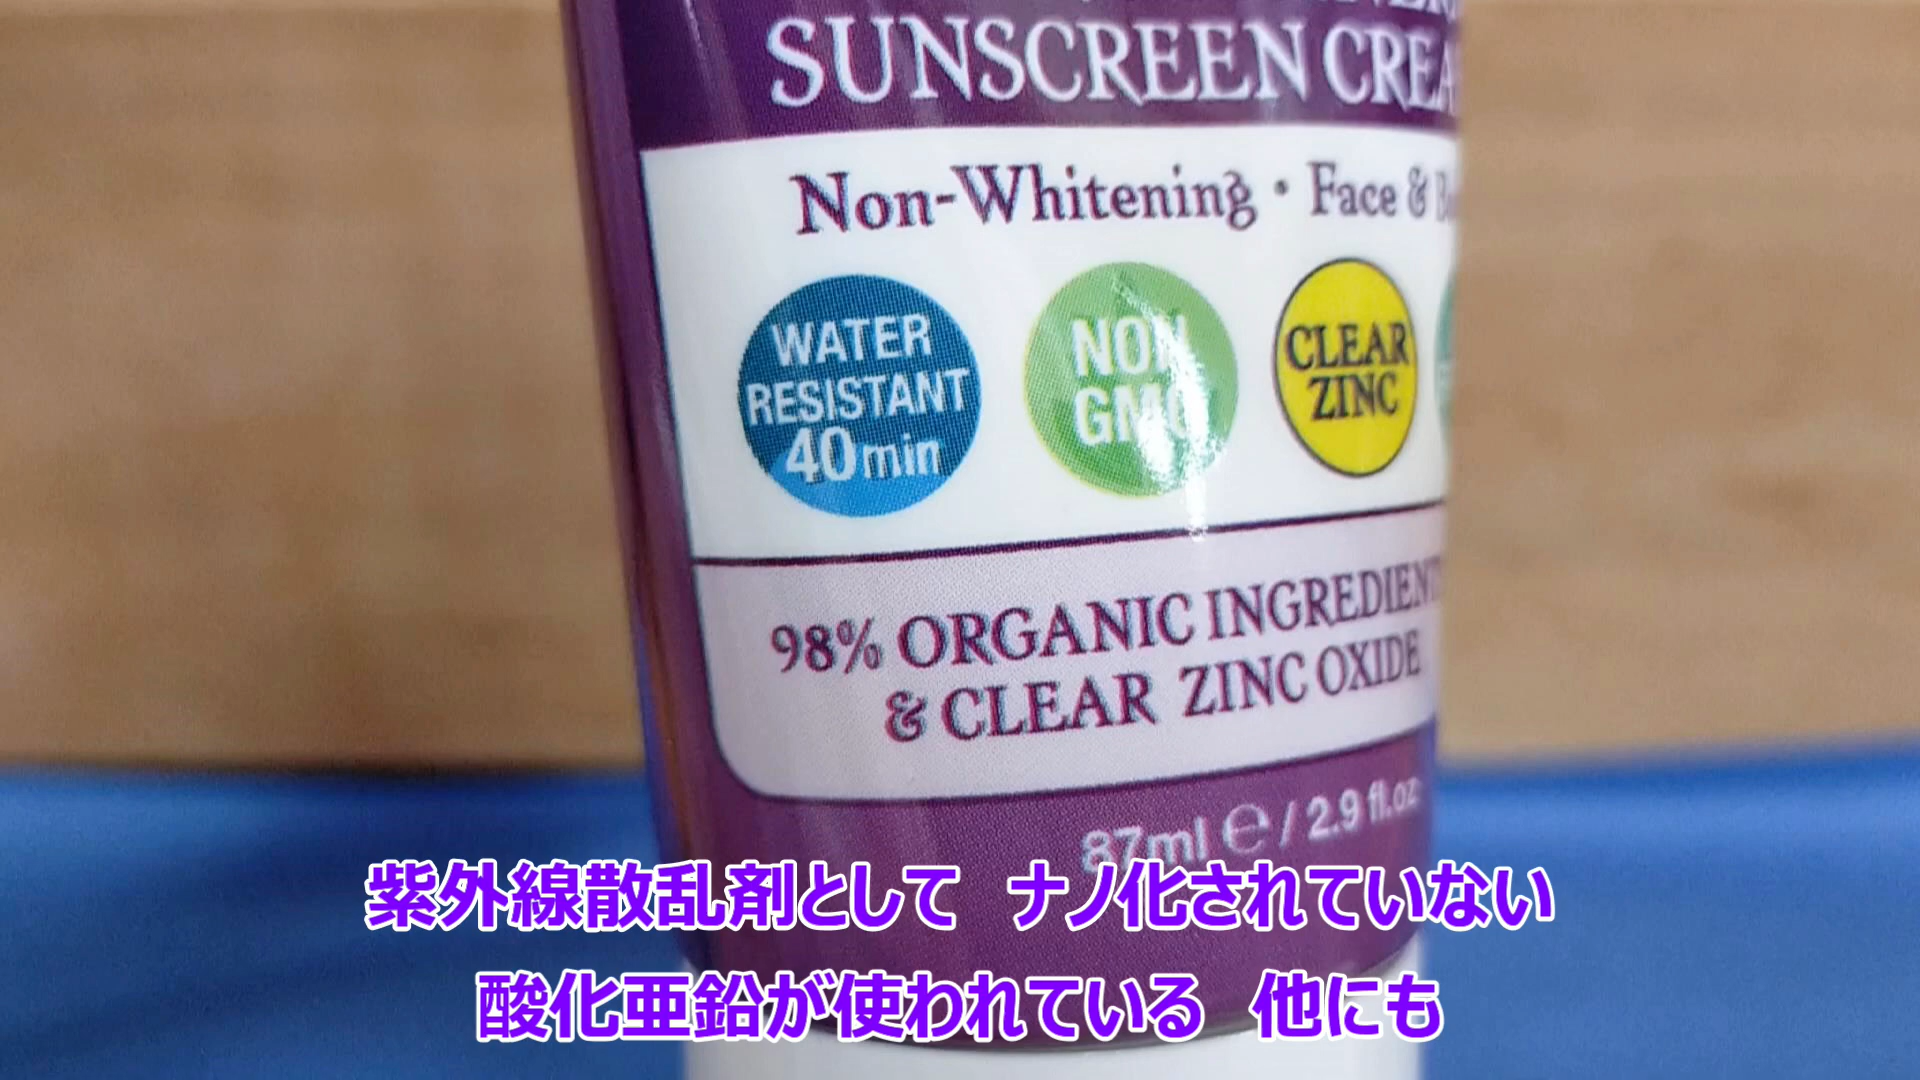 SUNSCREEN
Non-Whitening · Face &
WATER
RESISTANT
40min
NON
GMO
CLEAR
ZINC
98% ORGANIC
& CLEAR ZINC OXIDE
87ml ℮ / 2.9 fl.oz
紫外線散乱剤として ナノ化されていない
酸化亜鉛が使われている 他にも